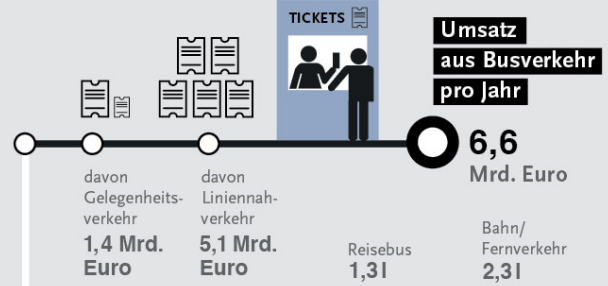 TICKETS
Umsatz
aus Busverkehr
pro Jahr
6,6
Mrd. Euro
davon
Gelegenheits-
verkehr
1,4 Mrd.
Euro
davon
Liniennah-
verkehr
5,1 Mrd.
Euro
Reisebus
1,3 l
Bahn/
Fernverkehr
2,3 l